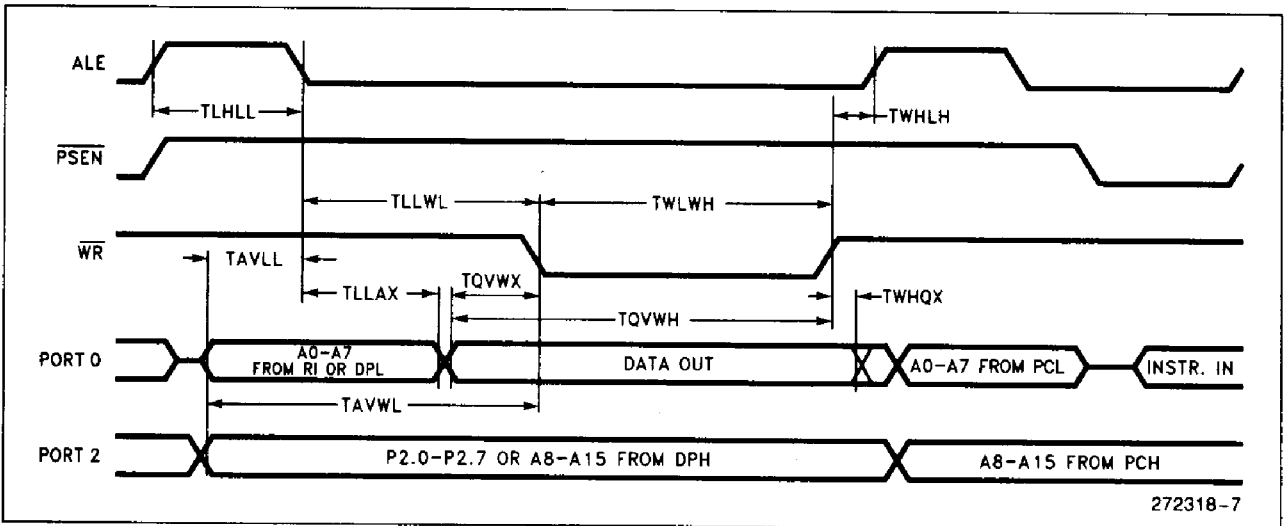 ALE
TLHLL
TWHLH
PSEN
TLLWL
TWLWH
WR
TAVLL
TLLAX
TQVWX
TWHQX
TQVWH
PORT 0
A0-A7
FROM RI OR DPL
DATA OUT
A0-A7 FROM PCL
INSTR. IN
TAVWL
PORT 2
P2.0-P2.7 OR A8-A15 FROM DPH
A8-A15 FROM PCH
272318-7